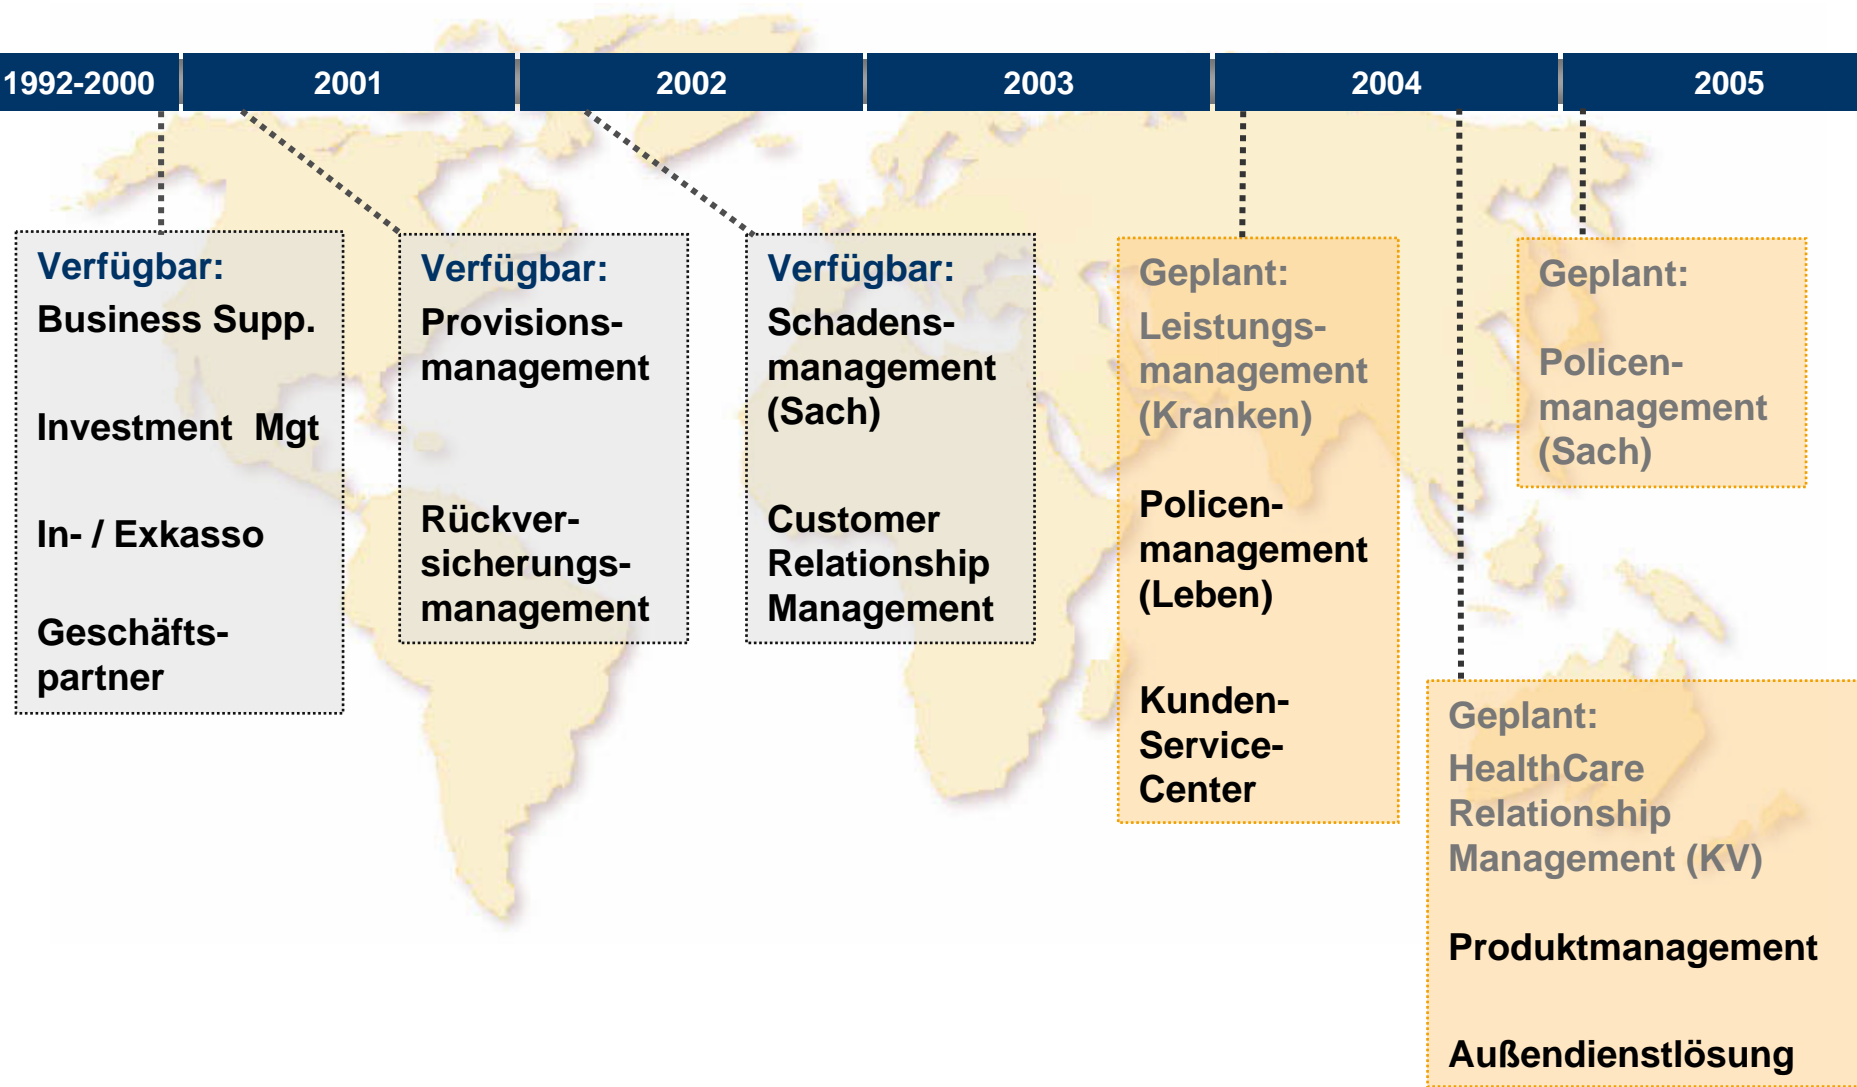 1992-2000 2001 2002 2003 2004 2005
Verfügbar:
Business Supp.
Investment Mgt
In- / Exkasso
Geschäfts-
partner
Verfügbar:
Provisions-
management
Rückver-
sicherungs-
management
Verfügbar:
Schadens-
management
(Sach)
Customer
Relationship
Management
Geplant:
Leistungs-
management
(Kranken)
Policen-
management
(Leben)
Kunden-
Service-
Center
Geplant:
HealthCare
Relationship
Management (KV)
Produktmanagement
Außendienstlösung
Geplant:
Policen-
management
(Sach)